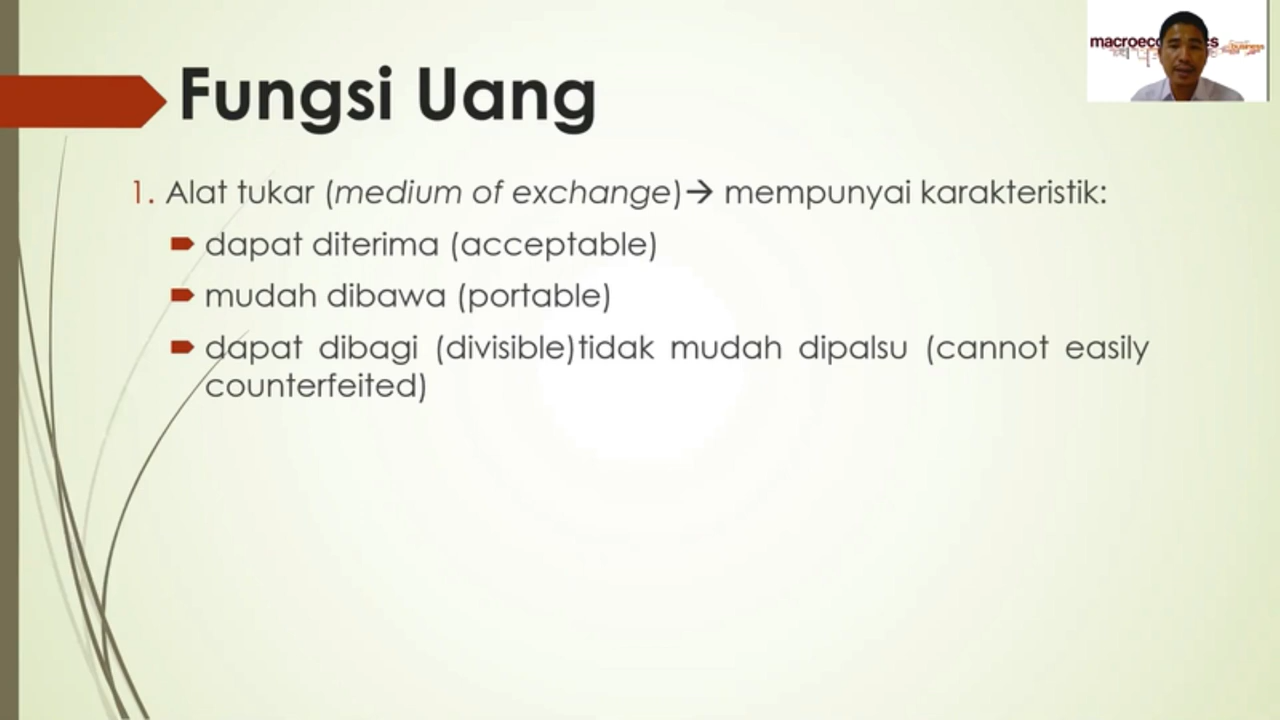 Fungsi Uang
1. Alat tukar (medium of exchange)→ mempunyai karakteristik:
dapat diterima (acceptable)
mudah dibawa (portable)
dapat dibagi (divisible)tidak mudah dipalsu (cannot easily
counterfeited)
business